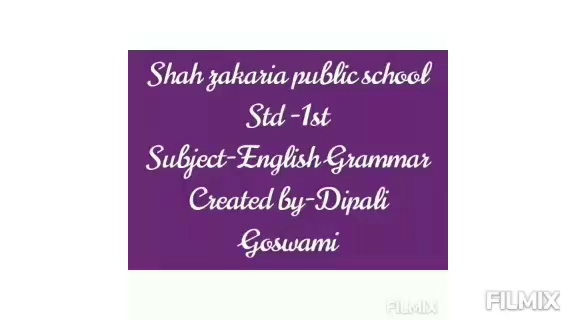 Shah zakaria public school
Std -1st
Subject-English Grammar
Created by-Dipali
Goswami
FILMIX
FILMIX